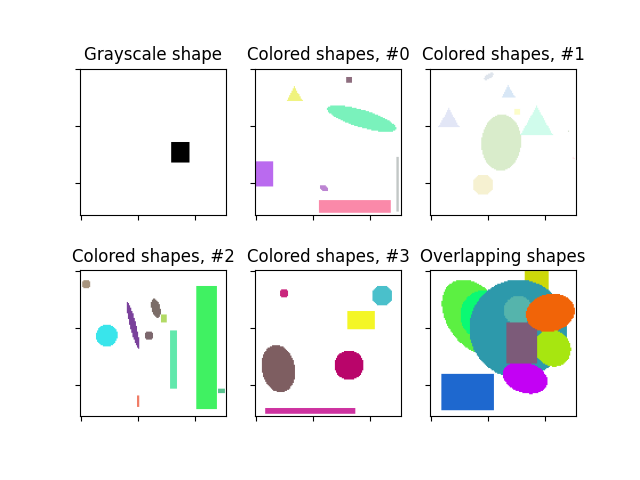 Grayscale shape
Colored shapes, #0
Colored shapes, #1
Colored shapes, #2
Colored shapes, #3
Overlapping shapes